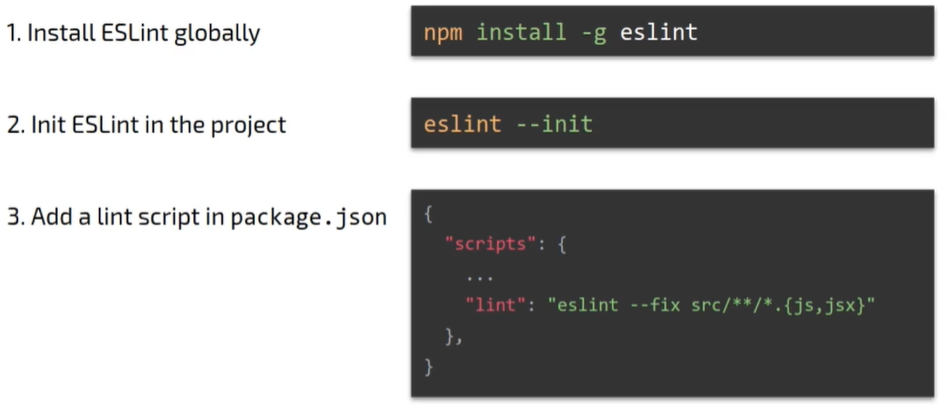 1. Install ESLint globally
npm install -g eslint
2. Init ESLint in the project
eslint --init
3. Add a lint script in package.json
{
"scripts": {
...
"lint": "eslint --fix src/**/*.{js,jsx}"
},
}